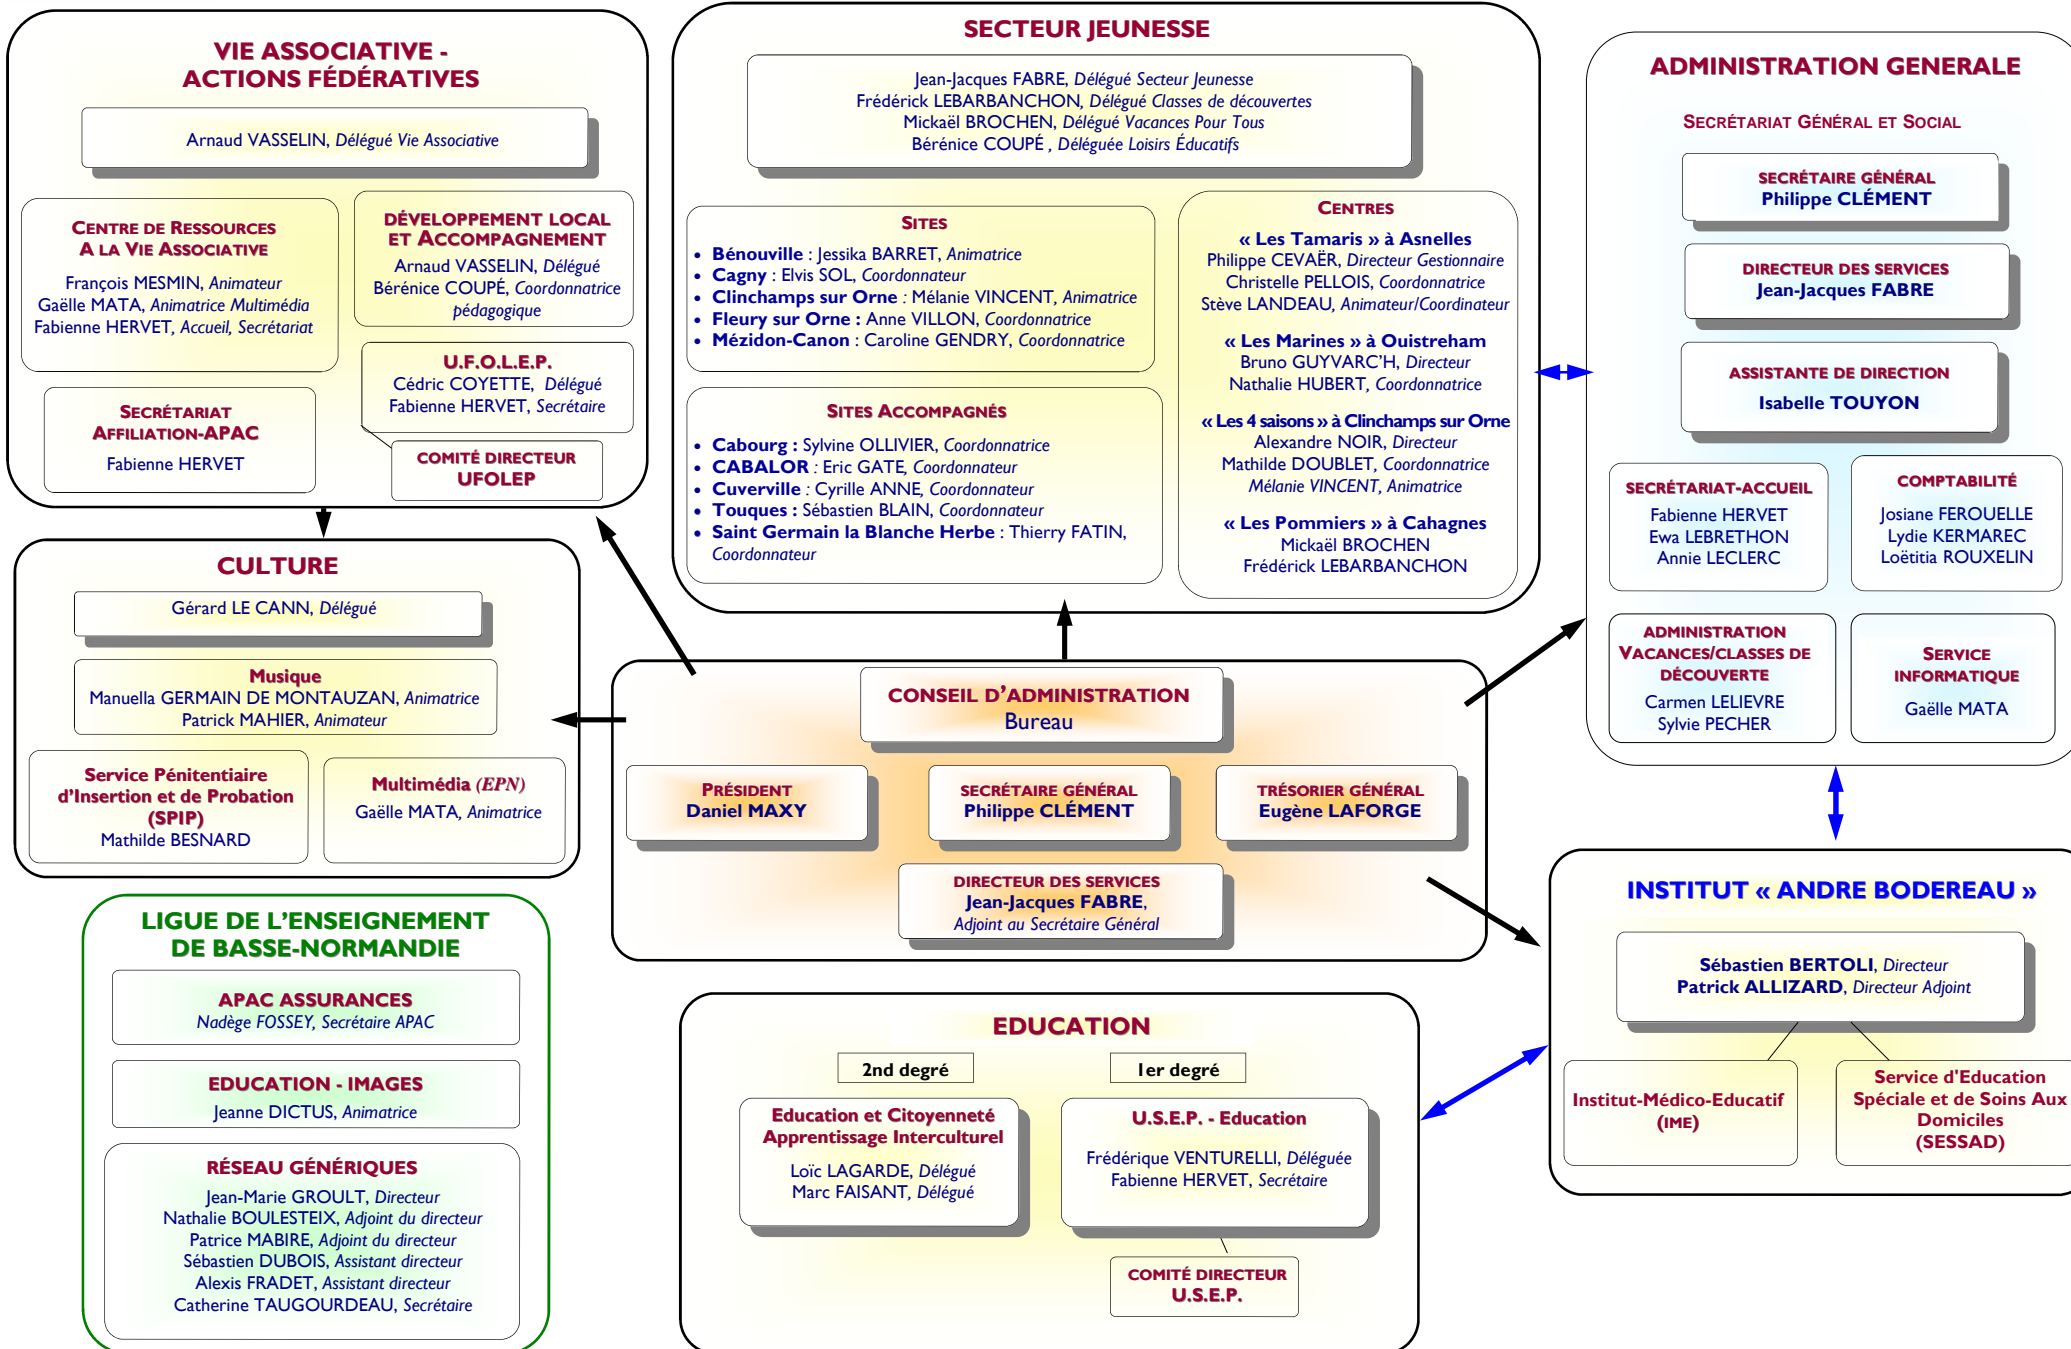 VIE ASSOCIATIVE -
ACTIONS FÉDÉRATIVES
Arnaud VASSELIN, Délégué Vie Associative
CENTRE DE RESSOURCES
A LA VIE ASSOCIATIVE
François MESMIN, Animateur
Gaëlle MATA, Animatrice Multimédia
Fabienne HERVET, Accueil, Secrétariat
DÉVELOPPEMENT LOCAL
ET ACCOMPAGNEMENT
Arnaud VASSELIN, Délégué
Bérénice COUPÉ, Coordonnatrice
pédagogique
U.F.O.L.E.P.
Cédric COYETTE, Délégué
Fabienne HERVET, Secrétaire
SECRÉTARIAT
AFFILIATION-APAC
Fabienne HERVET
COMITÉ DIRECTEUR
UFOLEP
SECTEUR JEUNESSE
Jean-Jacques FABRE, Délégué Secteur Jeunesse
Frédérick LEBARBANCHON, Délégué Classes de découvertes
Mickaël BROCHEN, Délégué Vacances Pour Tous
Bérénice COUPÉ , Déléguée Loisirs Éducatifs
SITES
• Bénouville : Jessika BARRET, Animatrice
• Cagny : Elvis SOL, Coordonnateur
• Clinchamps sur Orne : Mélanie VINCENT, Animatrice
• Fleury sur Orne : Anne VILLON, Coordonnatrice
• Mézidon-Canon : Caroline GENDRY, Coordonnatrice
SITES ACCOMPAGNÉS
• Cabourg : Sylvine OLLIVIER, Coordonnatrice
• CABALOR : Eric GATE, Coordonnateur
• Cuverville : Cyrille ANNE, Coordonnateur
• Touques : Sébastien BLAIN, Coordonnateur
• Saint Germain la Blanche Herbe : Thierry FATIN,
Coordonnateur
CENTRES
« Les Tamaris » à Asnelles
Philippe CEVAËR, Directeur Gestionnaire
Christelle PELLOIS, Coordonnatrice
Stève LANDEAU, Animateur/Coordinateur
« Les Marines » à Ouistreham
Bruno GUYVARC'H, Directeur
Nathalie HUBERT, Coordonnatrice
« Les 4 saisons » à Clinchamps sur Orne
Alexandre NOIR, Directeur
Mathilde DOUBLET, Coordonnatrice
Mélanie VINCENT, Animatrice
« Les Pommiers » à Cahagnes
Mickaël BROCHEN
Frédérick LEBARBANCHON
ADMINISTRATION GENERALE
SECRÉTARIAT GÉNÉRAL ET SOCIAL
SECRÉTAIRE GÉNÉRAL
Philippe CLÉMENT
DIRECTEUR DES SERVICES
Jean-Jacques FABRE
ASSISTANTE DE DIRECTION
Isabelle TOUYON
SECRÉTARIAT-ACCUEIL
Fabienne HERVET
Ewa LEBRETHON
Annie LECLERC
COMPTABILITÉ
Josiane FEROUELLE
Lydie KERMAREC
Loëtitia ROUXELIN
ADMINISTRATION
VACANCES/CLASSES DE
DÉCOUVERTE
Carmen LELIEVRE
Sylvie PECHER
SERVICE
INFORMATIQUE
Gaëlle MATA
CULTURE
Gérard LE CANN, Délégué
Musique
Manuella GERMAIN DE MONTAUZAN, Animatrice
Patrick MAHIER, Animateur
Service Pénitentiaire
d'Insertion et de Probation
(SPIP)
Mathilde BESNARD
Multimédia (EPN)
Gaëlle MATA, Animatrice
CONSEIL D'ADMINISTRATION
Bureau
PRÉSIDENT
Daniel MAXY
SECRÉTAIRE GÉNÉRAL
Philippe CLÉMENT
TRÉSORIER GÉNÉRAL
Eugène LAFORGE
DIRECTEUR DES SERVICES
Jean-Jacques FABRE,
Adjoint au Secrétaire Général
LIGUE DE L'ENSEIGNEMENT
DE BASSE-NORMANDIE
APAC ASSURANCES
Nadège FOSSEY, Secrétaire APAC
EDUCATION - IMAGES
Jeanne DICTUS, Animatrice
RÉSEAU GÉNÉRIQUES
Jean-Marie GROULT, Directeur
Nathalie BOULESTEIX, Adjoint du directeur
Patrice MABIRE, Adjoint du directeur
Sébastien DUBOIS, Assistant directeur
Alexis FRADET, Assistant directeur
Catherine TAUGOURDEAU, Secrétaire
EDUCATION
2nd degré
Education et Citoyenneté
Apprentissage Interculturel
Loïc LAGARDE, Délégué
Marc FAISANT, Délégué
1er degré
U.S.E.P. - Education
Frédérique VENTURELLI, Déléguée
Fabienne HERVET, Secrétaire
COMITÉ DIRECTEUR
U.S.E.P.
INSTITUT « ANDRE BODEREAU »
Sébastien BERTOLI, Directeur
Patrick ALLIZARD, Directeur Adjoint
Institut-Médico-Educatif
(IME)
Service d'Education
Spéciale et de Soins Aux
Domiciles
(SESSAD)